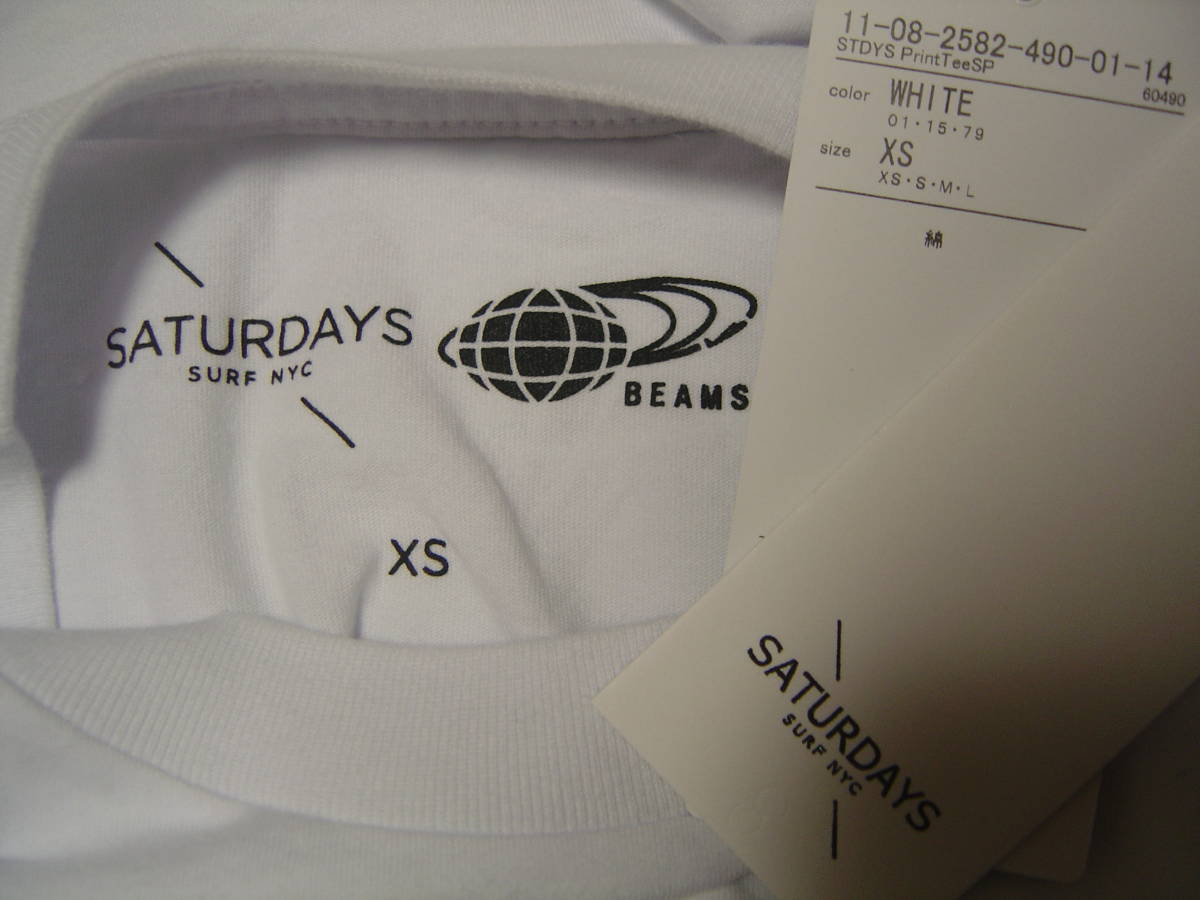 11-08-2582-490-01-14
STDYS PrintTeeSP
60490
color WHITE
01・15・79
size XS
XS・S・M・L
綿
SATURDAYS
SURF NYC
BEAMS
XS
SATURDAYS
SURF NYC